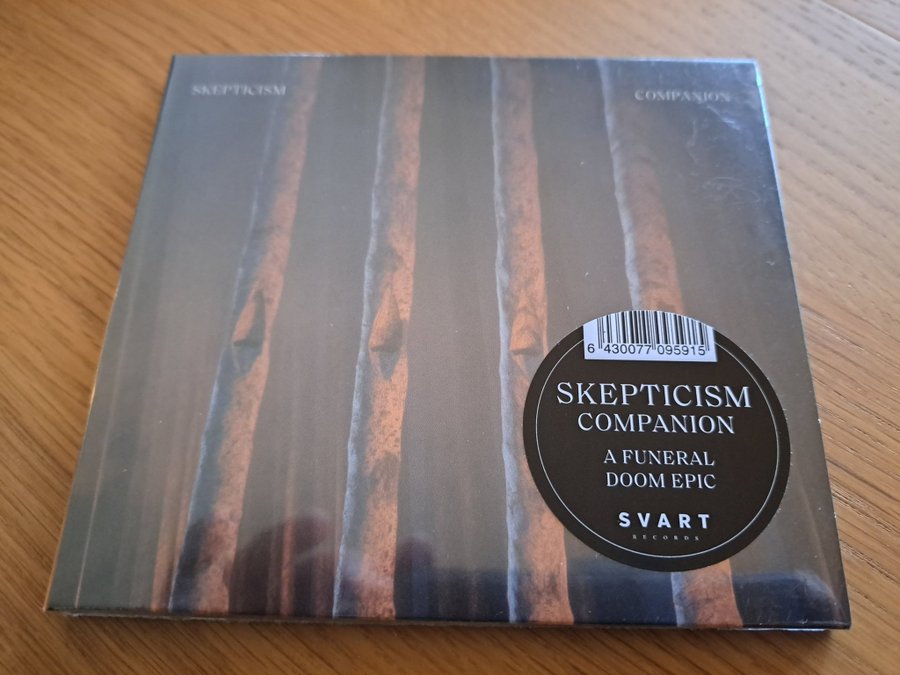 SKEPTICISM
COMPANION
6 430077 095915
SKEPTICISM
COMPANION
A FUNERAL
DOOM EPIC
SVART
RECORDS